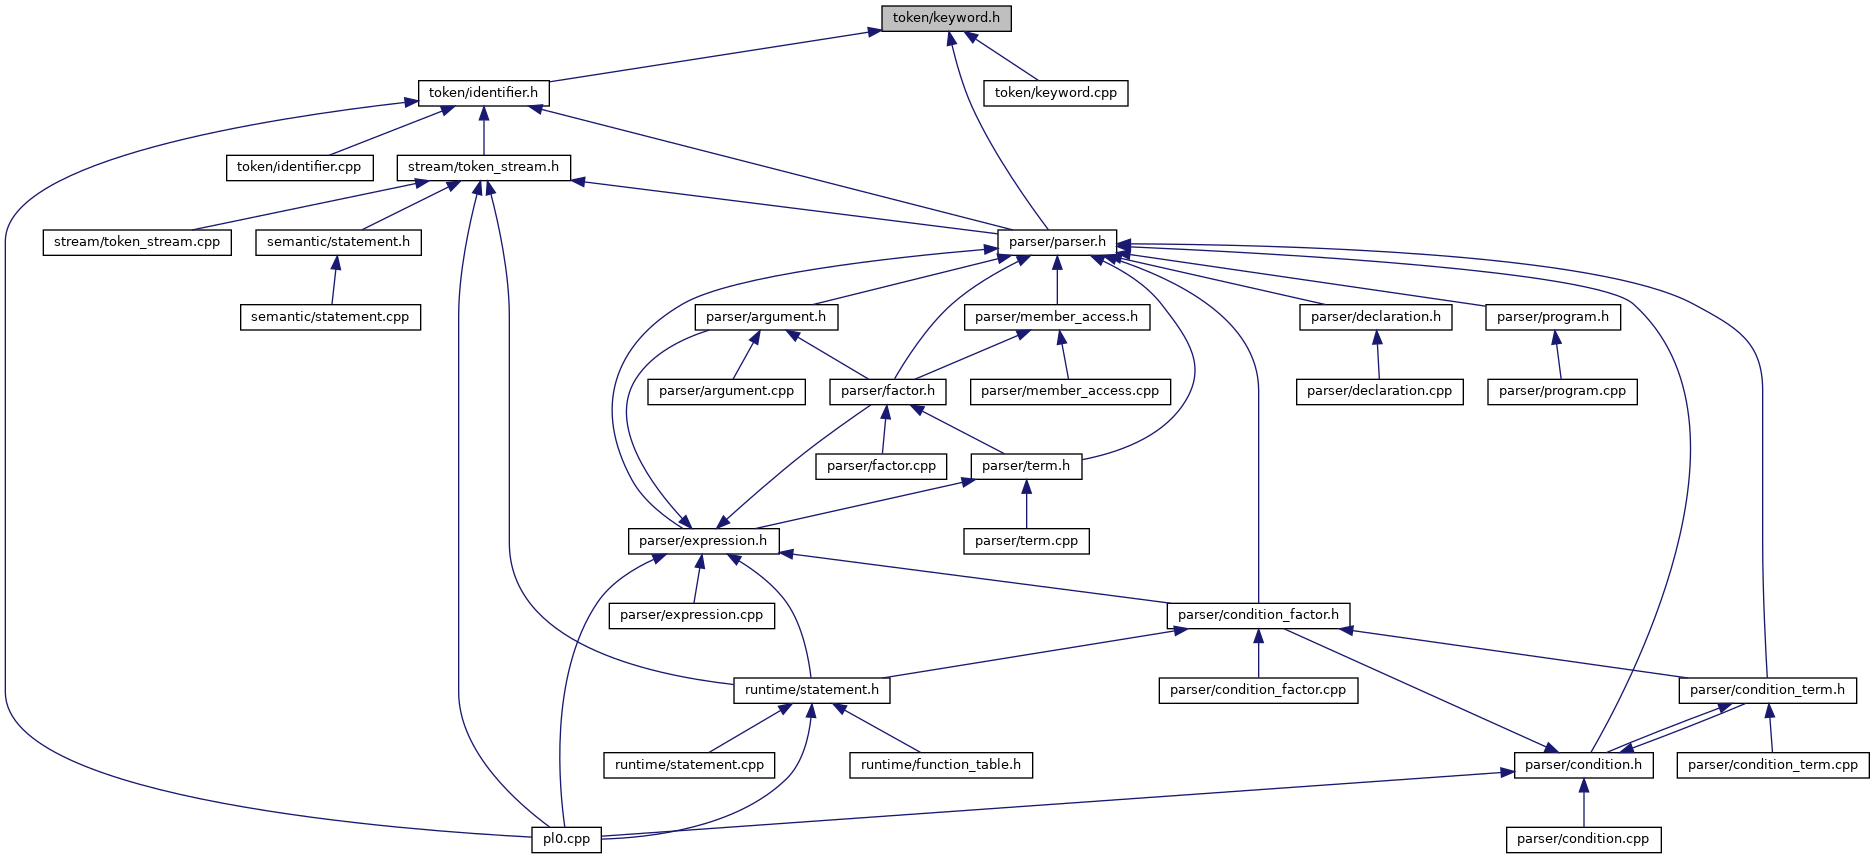 token/keyword.h
token/identifier.h
token/keyword.cpp
token/identifier.cpp
stream/token_stream.h
stream/token_stream.cpp
semantic/statement.h
parser/parser.h
semantic/statement.cpp
parser/argument.h
parser/member_access.h
parser/declaration.h
parser/program.h
parser/argument.cpp
parser/factor.h
parser/member_access.cpp
parser/declaration.cpp
parser/program.cpp
parser/factor.cpp
parser/term.h
parser/expression.h
parser/term.cpp
parser/expression.cpp
parser/condition_factor.h
runtime/statement.h
parser/condition_factor.cpp
parser/condition_term.h
runtime/statement.cpp
runtime/function_table.h
parser/condition.h
parser/condition_term.cpp
pl0.cpp
parser/condition.cpp